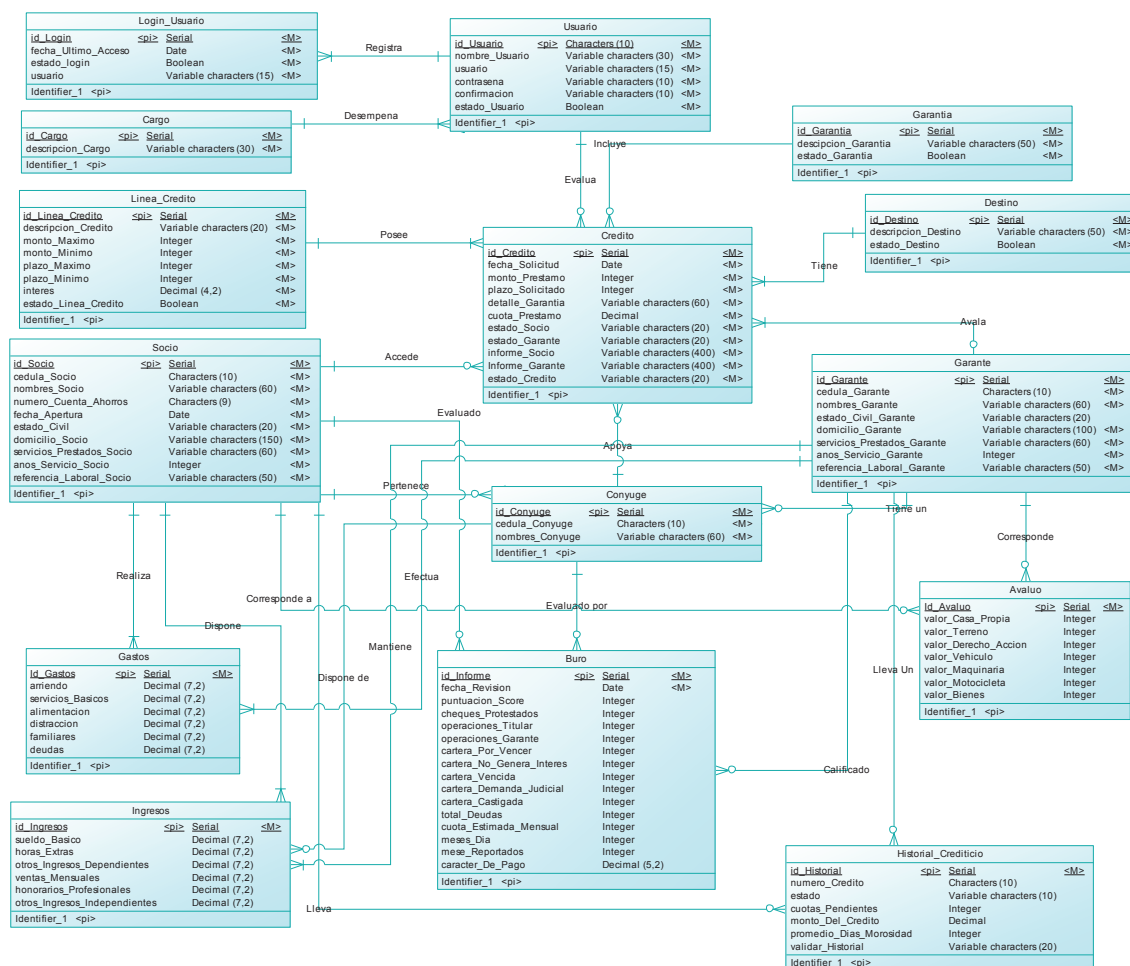 Login_Usuario
id_Login <pi> Serial <M>
fecha_Ultimo_Acceso Date <M>
estado_login Boolean <M>
usuario Variable characters (15) <M>
Identifier_1 <pi>
Registra
Usuario
id_Usuario <pi> Characters (10) <M>
nombre_Usuario Variable characters (30) <M>
usuario Variable characters (15) <M>
contrasena Variable characters (10) <M>
confirmacion Variable characters (10) <M>
estado_Usuario Boolean <M>
Identifier_1 <pi>
Cargo
id_Cargo <pi> Serial <M>
descripcion_Cargo Variable characters (30) <M>
Identifier_1 <pi>
Desempena
Incluye
Evalua
Garantia
id_Garantia <pi> Serial <M>
descipcion_Garantia Variable characters (50) <M>
estado_Garantia Boolean <M>
Identifier_1 <pi>
Linea_Credito
id_Linea_Credito <pi> Serial <M>
descripcion_Credito Variable characters (20) <M>
monto_Maximo Integer <M>
monto_Minimo Integer <M>
plazo_Maximo Integer <M>
plazo_Minimo Integer <M>
interes Decimal (4,2) <M>
estado_Linea_Credito Boolean <M>
Identifier_1 <pi>
Posee
Destino
id_Destino <pi> Serial <M>
descripcion_Destino Variable characters (50) <M>
estado_Destino Boolean <M>
Identifier_1 <pi>
Tiene
Credito
id_Credito <pi> Serial <M>
fecha_Solicitud Date <M>
monto_Prestamo Integer <M>
plazo_Solicitado Integer <M>
detalle_Garantia Variable characters (60) <M>
cuota_Prestamo Decimal <M>
estado_Socio Variable characters (20) <M>
estado_Garante Variable characters (20) <M>
informe_Socio Variable characters (400) <M>
Informe_Garante Variable characters (400) <M>
estado_Credito Variable characters (20) <M>
Identifier_1 <pi>
Avala
Socio
id_Socio <pi> Serial <M>
cedula_Socio Characters (10) <M>
nombres_Socio Variable characters (60) <M>
numero_Cuenta_Ahorros Characters (9) <M>
fecha_Apertura Date <M>
estado_Civil Variable characters (20) <M>
domicilio_Socio Variable characters (150) <M>
servicios_Prestados_Socio Variable characters (60) <M>
anos_Servicio_Socio Integer <M>
referencia_Laboral_Socio Variable characters (50) <M>
Identifier_1 <pi>
Accede
Evaluado
Apoya
Pertenece
Garante
id_Garante <pi> Serial <M>
cedula_Garante Characters (10) <M>
nombres_Garante Variable characters (60) <M>
estado_Civil_Garante Variable characters (20)
domicilio_Garante Variable characters (100) <M>
servicios_Prestados_Garante Variable characters (60) <M>
anos_Servicio_Garante Integer <M>
referencia_Laboral_Garante Variable characters (50) <M>
Identifier_1 <pi>
Conyuge
id_Conyuge <pi> Serial <M>
cedula_Conyuge Characters (10) <M>
nombres_Conyuge Variable characters (60) <M>
Identifier_1 <pi>
Tiene un
Corresponde
Realiza
Efectua
Corresponde a
Evaluado por
Dispone
Mantiene
Dispone de
Lleva Un
Avaluo
Id_Avaluo <pi> Serial <M>
valor_Casa_Propia Integer
valor_Terreno Integer
valor_Derecho_Accion Integer
valor_Vehiculo Integer
valor_Maquinaria Integer
valor_Motocicleta Integer
valor_Bienes Integer
Identifier_1 <pi>
Gastos
Id_Gastos <pi> Serial <M>
arriendo Decimal (7,2)
servicios_Basicos Decimal (7,2)
alimentacion Decimal (7,2)
distraccion Decimal (7,2)
familiares Decimal (7,2)
deudas Decimal (7,2)
Identifier_1 <pi>
Buro
id_Informe <pi> Serial <M>
fecha_Revision Date <M>
puntuacion_Score Integer
cheques_Protestados Integer
operaciones_Titular Integer
operaciones_Garante Integer
cartera_Por_Vencer Integer
cartera_No_Genera_Interes Integer
cartera_Vencida Integer
cartera_Demanda_Judicial Integer
cartera_Castigada Integer
total_Deudas Integer
cuota_Estimada_Mensual Integer
meses_Dia Integer
mese_Reportados Integer
caracter_De_Pago Decimal (5,2)
Identifier_1 <pi>
Calificado
Ingresos
id_Ingresos <pi> Serial <M>
sueldo_Basico Decimal (7,2)
horas_Extras Decimal (7,2)
otros_Ingresos_Dependientes Decimal (7,2)
ventas_Mensuales Decimal (7,2)
honorarios_Profesionales Decimal (7,2)
otros_Ingresos_Independientes Decimal (7,2)
Identifier_1 <pi>
Lleva
Historial_Crediticio
id_Historial <pi> Serial <M>
numero_Credito Characters (10)
estado Variable characters (10)
cuotas_Pendientes Integer
monto_Del_Credito Decimal
promedio_Dias_Morosidad Integer
validar_Historial Variable characters (20)
Identifier_1 <pi>